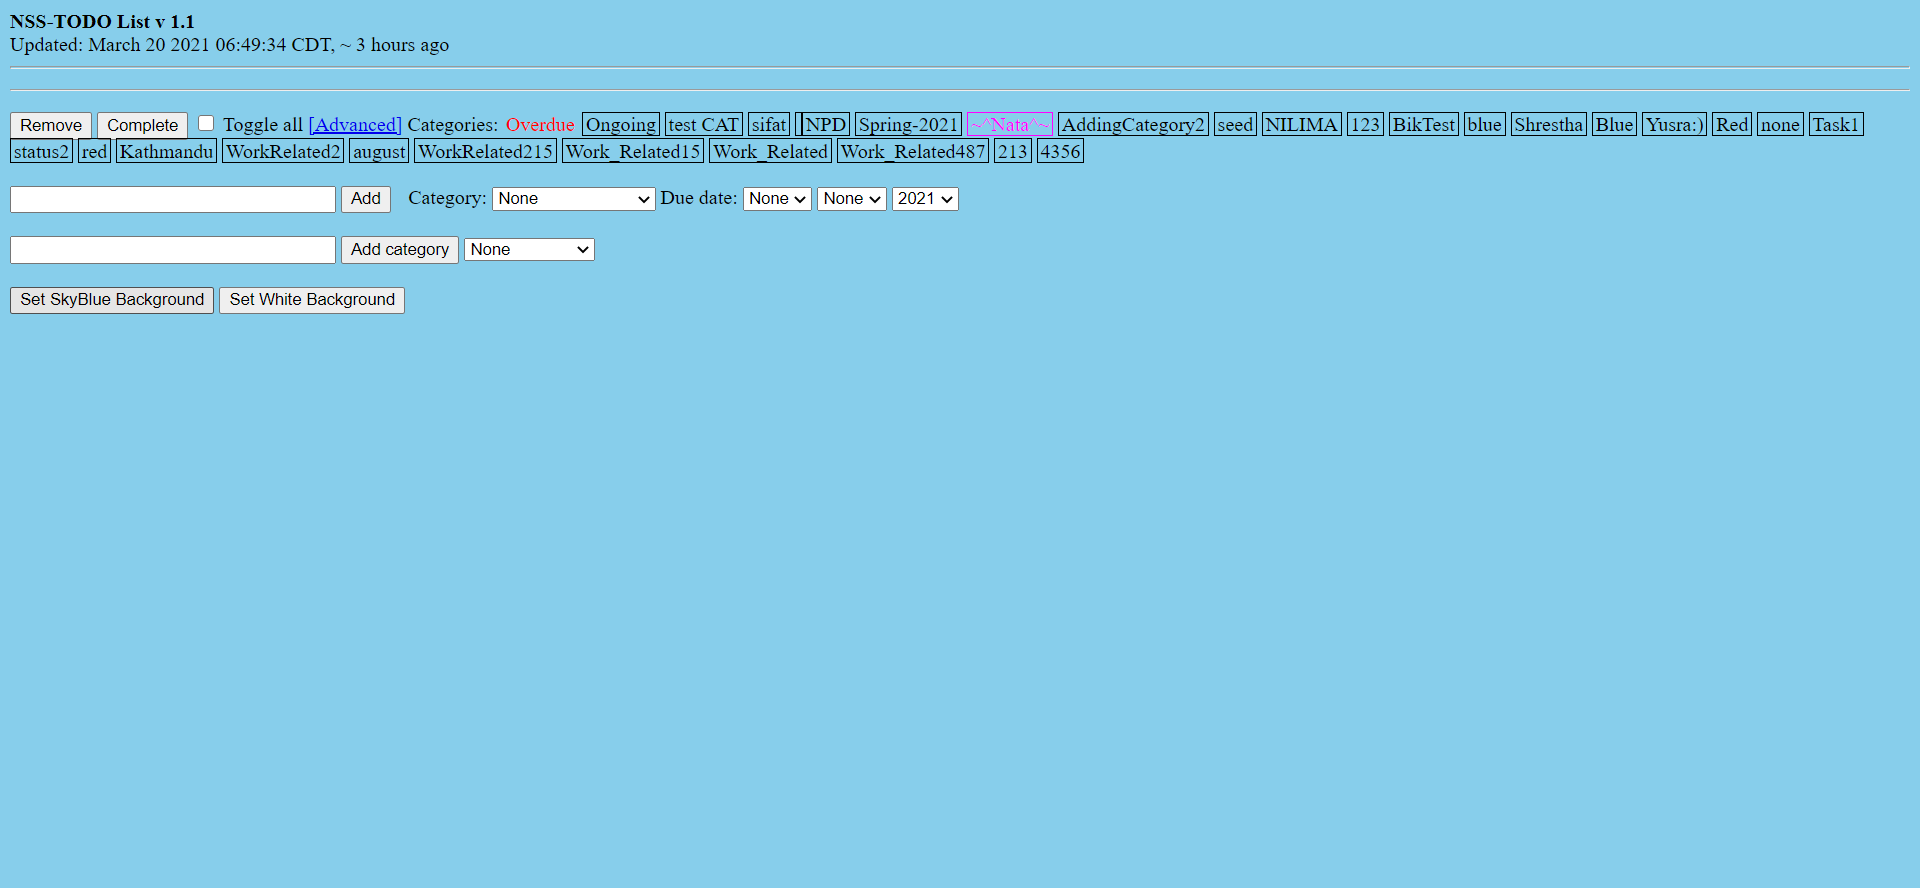 NSS-TODO List v 1.1
Updated: March 20 2021 06:49:34 CDT, ~ 3 hours ago
Remove Complete Toggle all [Advanced] Categories: Overdue Ongoing test CAT sifat NPD Spring-2021 ~^Nata^~ AddingCategory2 seed NILIMA 123 BikTest blue Shrestha Blue Yusra:) Red none Task1
status2 red Kathmandu WorkRelated2 august WorkRelated215 Work_Related15 Work_Related Work_Related487 213 4356
Add Category: None Due date: None None 2021
Add category None
Set SkyBlue Background Set White Background